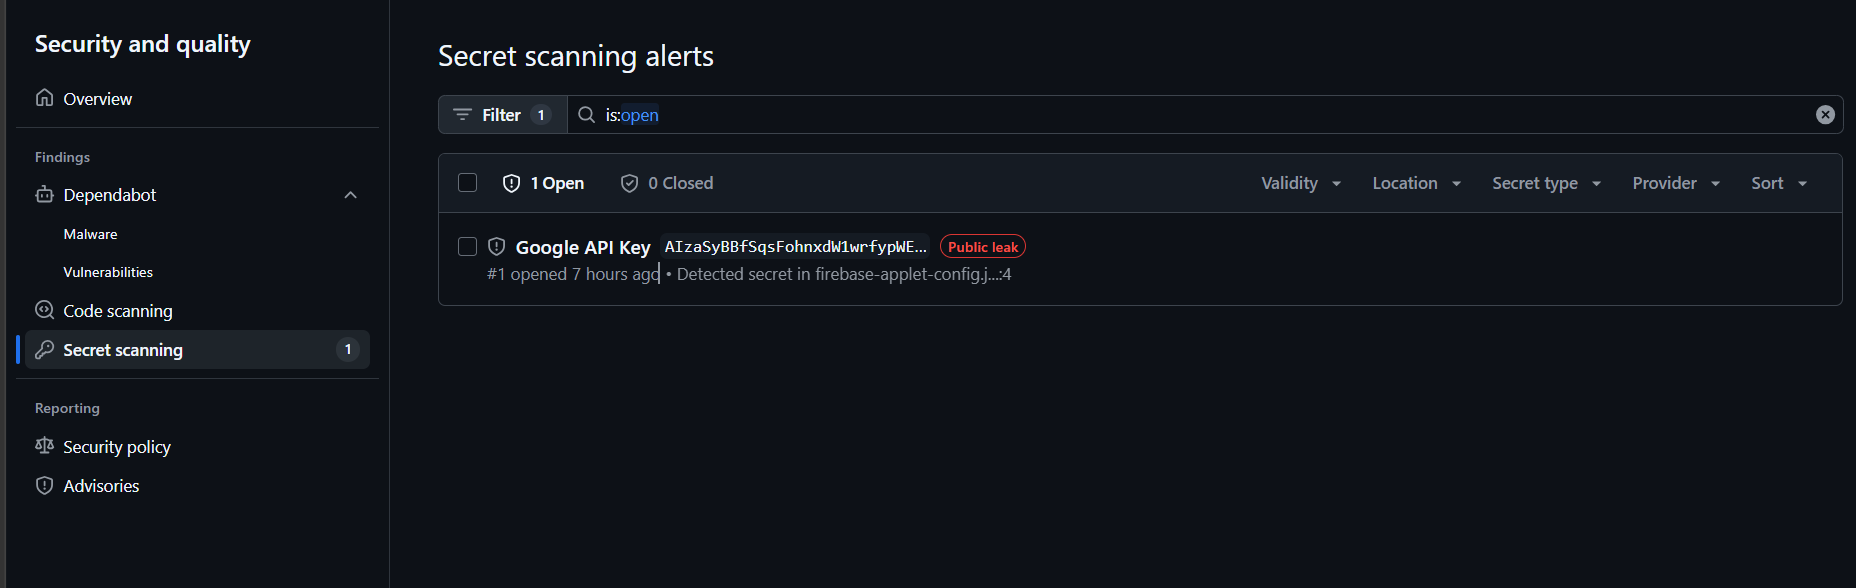 Security and quality
Overview
Findings
Dependabot
Malware
Vulnerabilities
Code scanning
Secret scanning 1
Reporting
Security policy
Advisories
Secret scanning alerts
Filter 1 is:open
1 Open 0 Closed Validity Location Secret type Provider Sort
Google API Key AIzaSyBBfSqsFohnxdW1wrfypWE... Public leak
#1 opened 7 hours ago • Detected secret in firebase-applet-config.j...:4